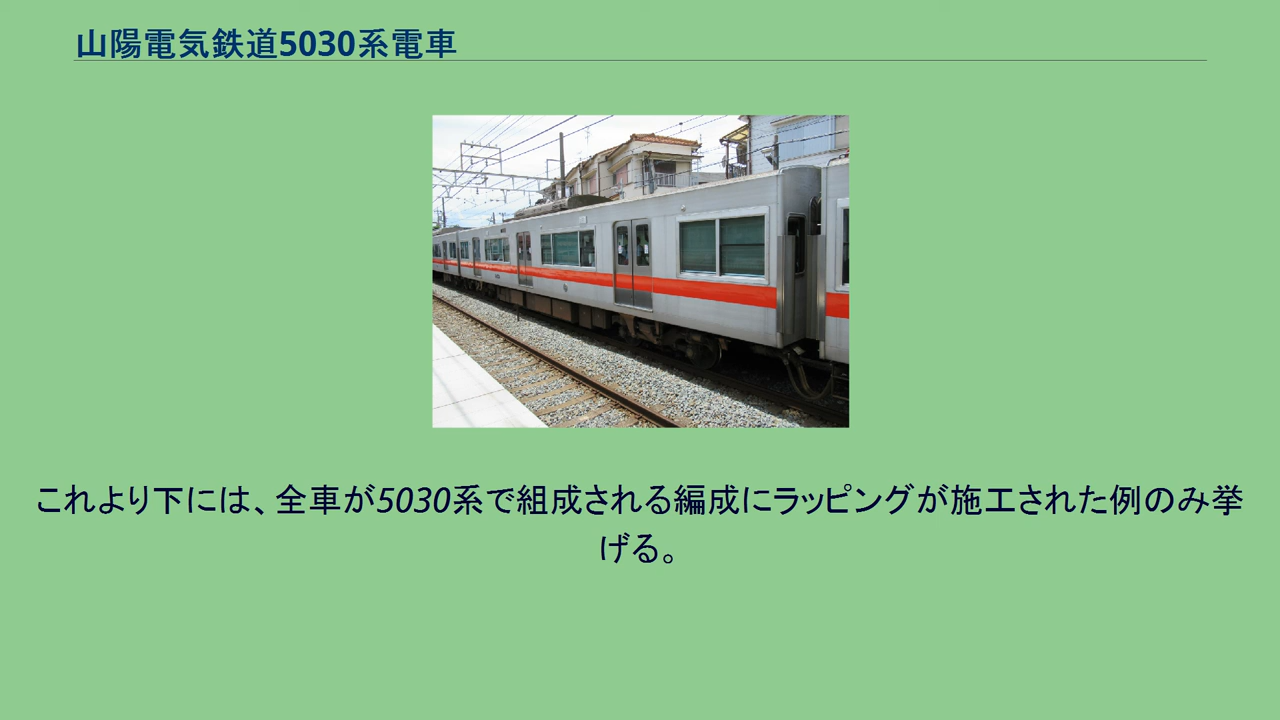 山陽電気鉄道5030系電車
これより下には、全車が5030系で組成される編成にラッピングが施工された例のみ挙
げる。